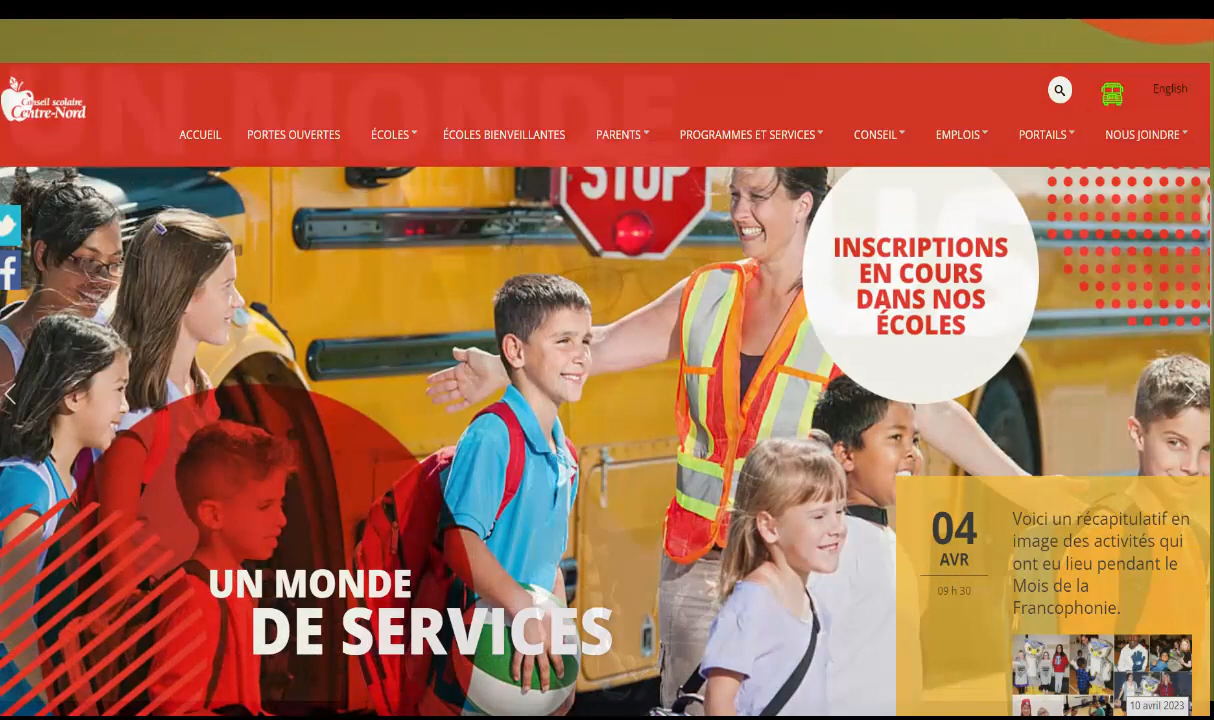 Conseil scolaire
Centre-Nord
English
ACCUEIL PORTES OUVERTES ÉCOLES ÉCOLES BIENVEILLANTES PARENTS PROGRAMMES ET SERVICES CONSEIL EMPLOIS PORTAILS NOUS JOINDRE
STOP
INSCRIPTIONS
EN COURS
DANS NOS
ÉCOLES
UN MONDE
DE SERVICES
04
AVR
09 h 30
Voici un récapitulatif en
image des activités qui
ont eu lieu pendant le
Mois de la
Francophonie.
10 avril 2023